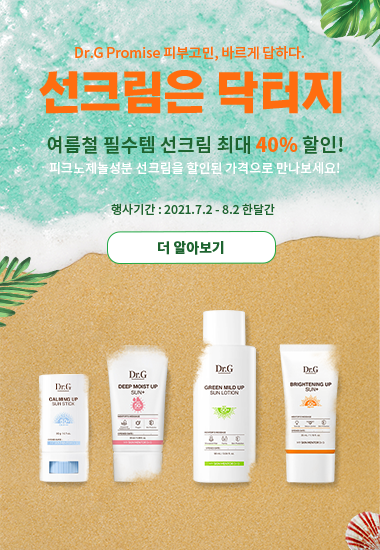 Dr.G Promise 피부고민, 바르게 답하다.
선크림은 닥터지
여름철 필수템 선크림 최대 40% 할인!
피크노제놀성분 선크림을 할인된 가격으로 만나보세요!
행사기간 : 2021.7.2 - 8.2 한달간
더 알아보기
Dr.G
CALMING UP
SUN STICK
Dr.G
DEEP MOIST UP
SUN+
Dr.G
GREEN MILD UP
SUN LOTION
Dr.G
BRIGHTENING UP
SUN+